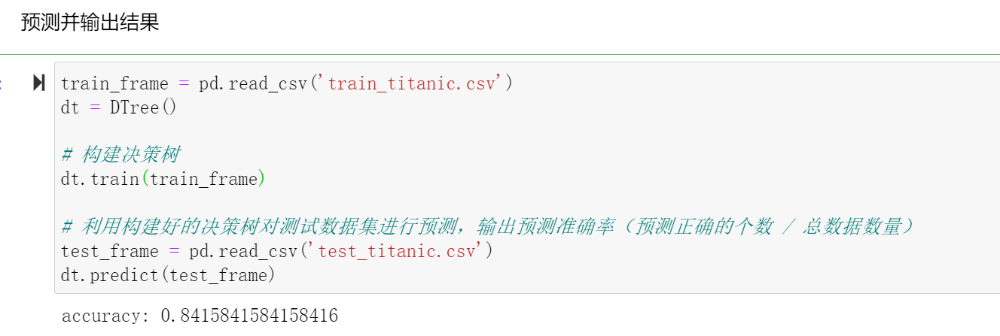 预测并输出结果
:
train_frame = pd.read_csv('train_titanic.csv')
dt = DTree()
# 构建决策树
dt.train(train_frame)
# 利用构建好的决策树对测试数据集进行预测，输出预测准确率（预测正确的个数 / 总数据数量）
test_frame = pd.read_csv('test_titanic.csv')
dt.predict(test_frame)
accuracy: 0.8415841584158416